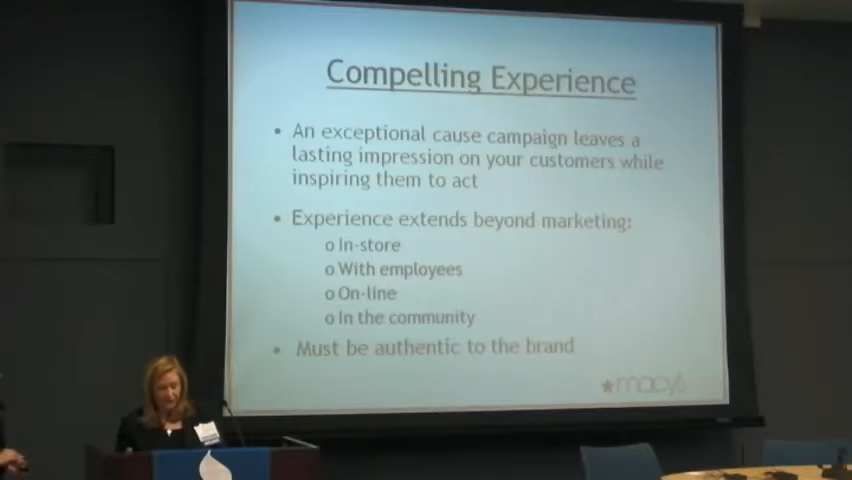 Compelling Experience
• An exceptional cause campaign leaves a
lasting impression on your customers while
inspiring them to act
• Experience extends beyond marketing:
o In-store
o With employees
o On-line
o In the community
• Must be authentic to the brand
★macy's